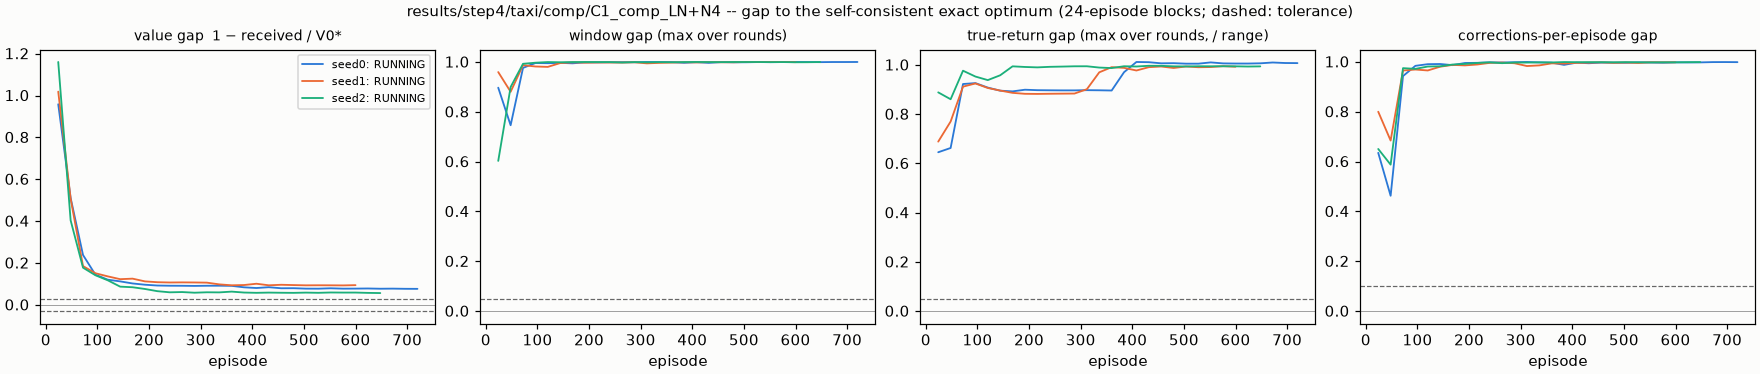 results/step4/taxi/comp/C1_comp_LN+N4 -- gap to the self-consistent exact optimum (24-episode blocks; dashed: tolerance)
value gap 1 − received / V0*
1.2
1.0
0.8
0.6
0.4
0.2
0.0
seed0: RUNNING
seed1: RUNNING
seed2: RUNNING
0 100 200 300 400 500 600 700
episode
window gap (max over rounds)
1.0
0.8
0.6
0.4
0.2
0.0
0 100 200 300 400 500 600 700
episode
true-return gap (max over rounds, / range)
1.0
0.8
0.6
0.4
0.2
0.0
0 100 200 300 400 500 600 700
episode
corrections-per-episode gap
1.0
0.8
0.6
0.4
0.2
0.0
0 100 200 300 400 500 600 700
episode